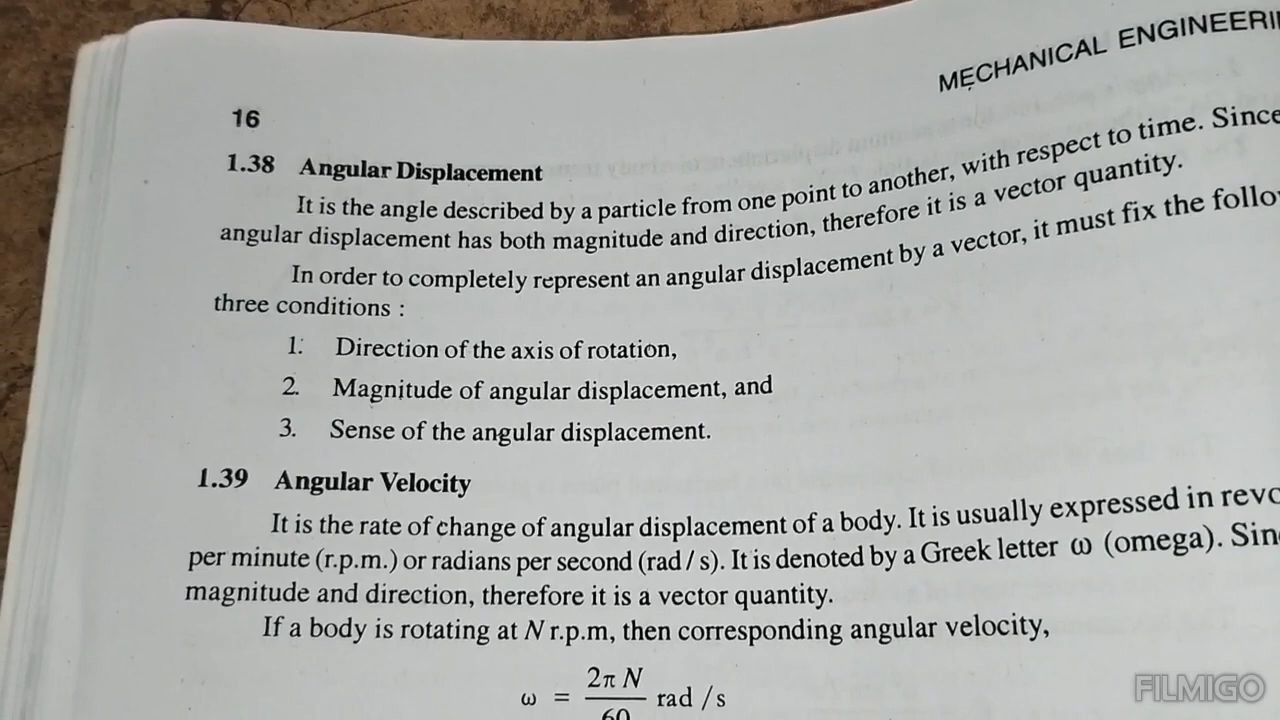 MECHANICAL ENGINEERI
16
1.38 Angular Displacement
It is the angle described by a particle from one point to another, with respect to time. Since
angular displacement has both magnitude and direction, therefore it is a vector quantity.
In order to completely represent an angular displacement by a vector, it must fix the follo
three conditions :
1. Direction of the axis of rotation,
2. Magnitude of angular displacement, and
3. Sense of the angular displacement.
1.39 Angular Velocity
It is the rate of change of angular displacement of a body. It is usually expressed in revo
per minute (r.p.m.) or radians per second (rad / s). It is denoted by a Greek letter ω (omega). Sin
magnitude and direction, therefore it is a vector quantity.
If a body is rotating at N r.p.m, then corresponding angular velocity,
ω = 2π N / 60 rad / s
FILMIGO